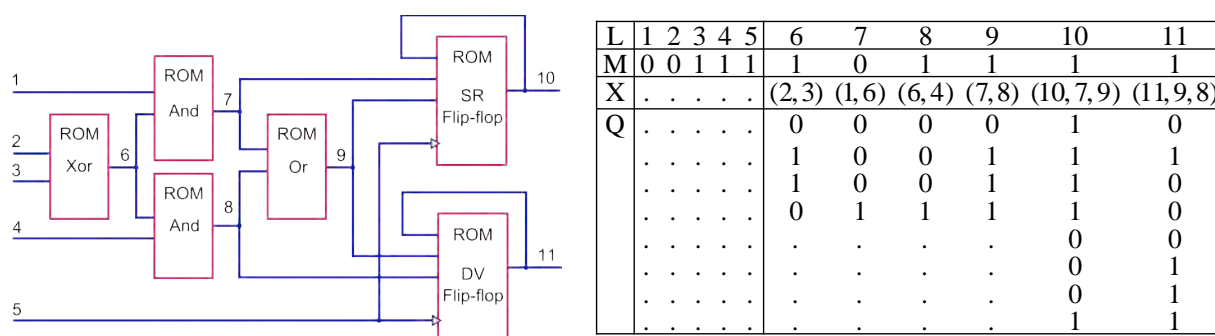 1
2
3
4
5
ROM
Xor
6
ROM
And
7
ROM
And
8
ROM
Or
9
ROM
SR
Flip-flop
10
ROM
DV
Flip-flop
11
L 1 2 3 4 5 6 7 8 9 10 11
M 0 0 1 1 1 1 0 1 1 1 1
X . . . . . (2,3) (1,6) (6,4) (7,8) (10,7,9) (11,9,8)
Q . . . . . 0 0 0 0 1 0
. . . . . 1 0 0 1 1 1
. . . . . 1 0 0 1 1 0
. . . . . 0 1 1 1 1 0
. . . . . . . . . 0 0
. . . . . . . . . 0 1
. . . . . . . . . 0 1
. . . . . . . . . 1 1